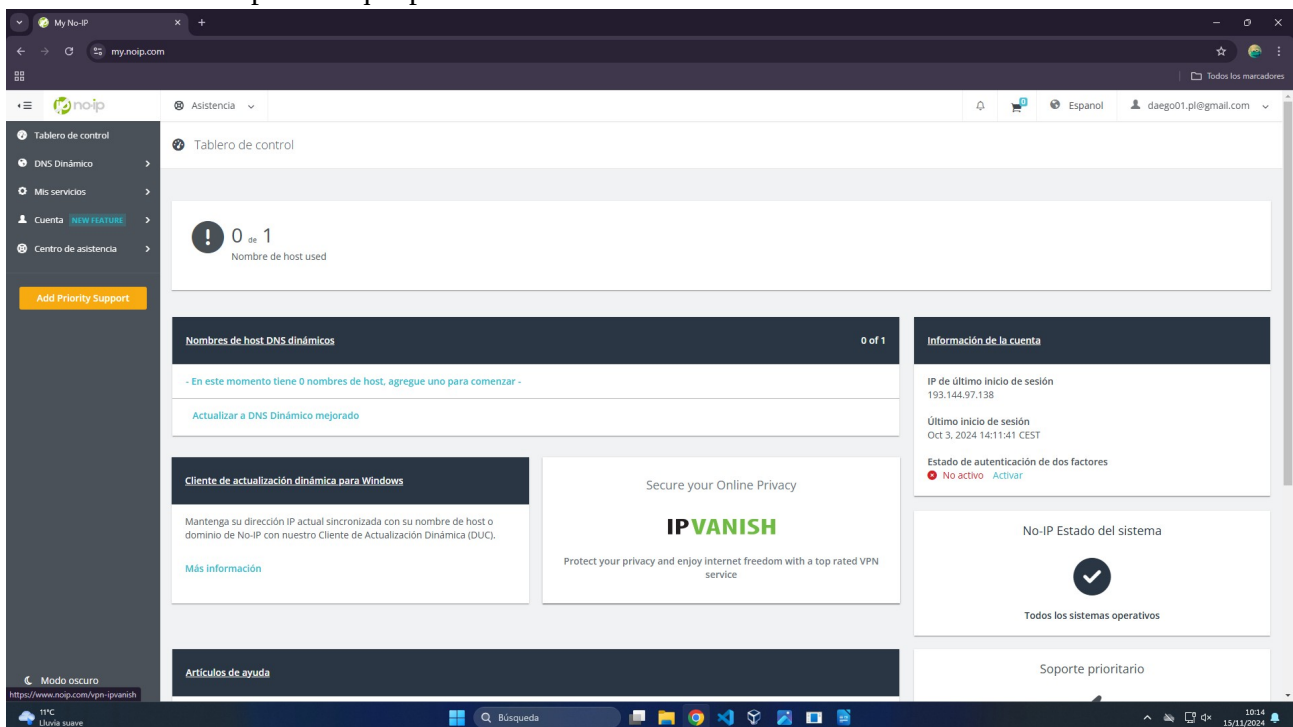 My No-IP
my.noip.com
Todos los marcadores
no-ip
Asistencia
0
Espanol
daego01.pl@gmail.com
Tablero de control
DNS Dinámico
Mis servicios
Cuenta NEW FEATURE
Centro de asistencia
Add Priority Support
Tablero de control
0 de 1
Nombre de host used
Nombres de host DNS dinámicos
0 of 1
- En este momento tiene 0 nombres de host, agregue uno para comenzar -
Actualizar a DNS Dinámico mejorado
Información de la cuenta
IP de último inicio de sesión
193.144.97.138
Último inicio de sesión
Oct 3, 2024 14:11:41 CEST
Estado de autenticación de dos factores
No activo Activar
Cliente de actualización dinámica para Windows
Mantenga su dirección IP actual sincronizada con su nombre de host o
dominio de No-IP con nuestro Cliente de Actualización Dinámica (DUC).
Más información
Secure your Online Privacy
IPVANISH
Protect your privacy and enjoy internet freedom with a top rated VPN
service
No-IP Estado del sistema
Todos los sistemas operativos
Artículos de ayuda
Soporte prioritario
Modo oscuro
https://www.noip.com/vpn-ipvanish
11°C
Lluvia suave
Búsqueda
10:14
15/11/2024